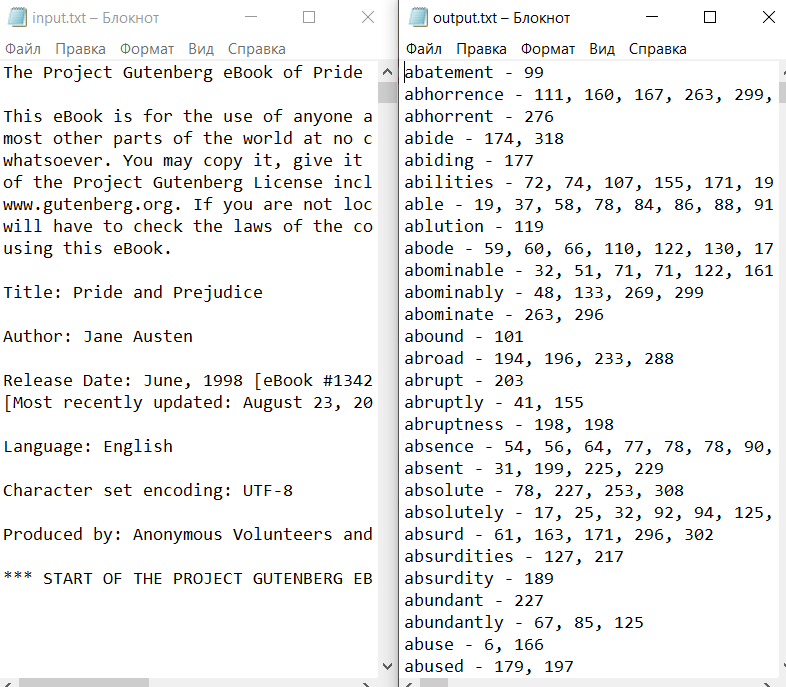 input.txt – Блокнот
Файл Правка Формат Вид Справка
The Project Gutenberg eBook of Pride
This eBook is for the use of anyone a
most other parts of the world at no c
whatsoever. You may copy it, give it
of the Project Gutenberg License incl
www.gutenberg.org. If you are not loc
will have to check the laws of the co
using this eBook.
Title: Pride and Prejudice
Author: Jane Austen
Release Date: June, 1998 [eBook #1342
[Most recently updated: August 23, 20
Language: English
Character set encoding: UTF-8
Produced by: Anonymous Volunteers and
*** START OF THE PROJECT GUTENBERG EB
output.txt – Блокнот
Файл Правка Формат Вид Справка
abatement - 99
abhorrence - 111, 160, 167, 263, 299,
abhorrent - 276
abide - 174, 318
abiding - 177
abilities - 72, 74, 107, 155, 171, 19
able - 19, 37, 58, 78, 84, 86, 88, 91
ablution - 119
abode - 59, 60, 66, 110, 122, 130, 17
abominable - 32, 51, 71, 71, 122, 161
abominably - 48, 133, 269, 299
abominate - 263, 296
abound - 101
abroad - 194, 196, 233, 288
abrupt - 203
abruptly - 41, 155
abruptness - 198, 198
absence - 54, 56, 64, 77, 78, 78, 90,
absent - 31, 199, 225, 229
absolute - 78, 227, 253, 308
absolutely - 17, 25, 32, 92, 94, 125,
absurd - 61, 163, 171, 296, 302
absurdities - 127, 217
absurdity - 189
abundant - 227
abundantly - 67, 85, 125
abuse - 6, 166
abused - 179, 197